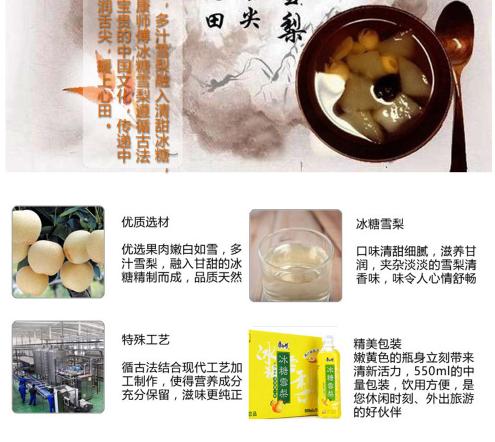 ，多汁雪梨融入清甜冰糖，
康师傅冰糖雪梨遵循古法
宝贵的中国文化，传递中
润舌尖，暖上心田。
雪梨
尖
田
优质选材
优选果肉嫩白如雪，多
汁雪梨，融入甘甜的冰
糖精制而成，品质天然
冰糖雪梨
口味清甜细腻，滋养甘
润，夹杂淡淡的雪梨清
香味，味令人心情舒畅
特殊工艺
循古法结合现代工艺加
工制作，使得营养成分
充分保留，滋味更纯正
冰糖雪梨
精美包装
嫩黄色的瓶身立刻带来
清新活力，550ml的中
量包装，饮用方便，是
您休闲时刻、外出旅游
的好伙伴